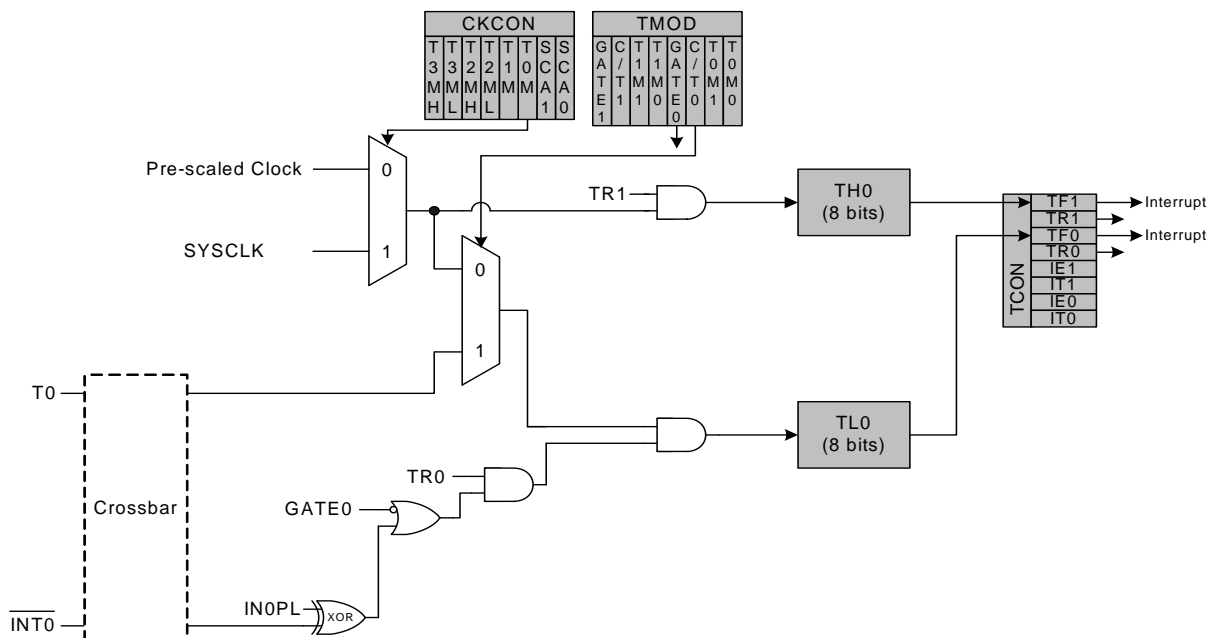 CKCON
T3MH T3ML T2MH T2ML T1M T0M SCA1 SCA0
TMOD
GATE1 C/T1 T1M1 T1M0 GATE0 C/T0 T0M1 T0M0
Pre-scaled Clock
0
SYSCLK
1
TR1
TH0
(8 bits)
TCON
TF1
TR1
TF0
TR0
IE1
IT1
IE0
IT0
Interrupt
Interrupt
0
1
T0
Crossbar
TL0
(8 bits)
TR0
GATE0
IN0PL
XOR
INT0